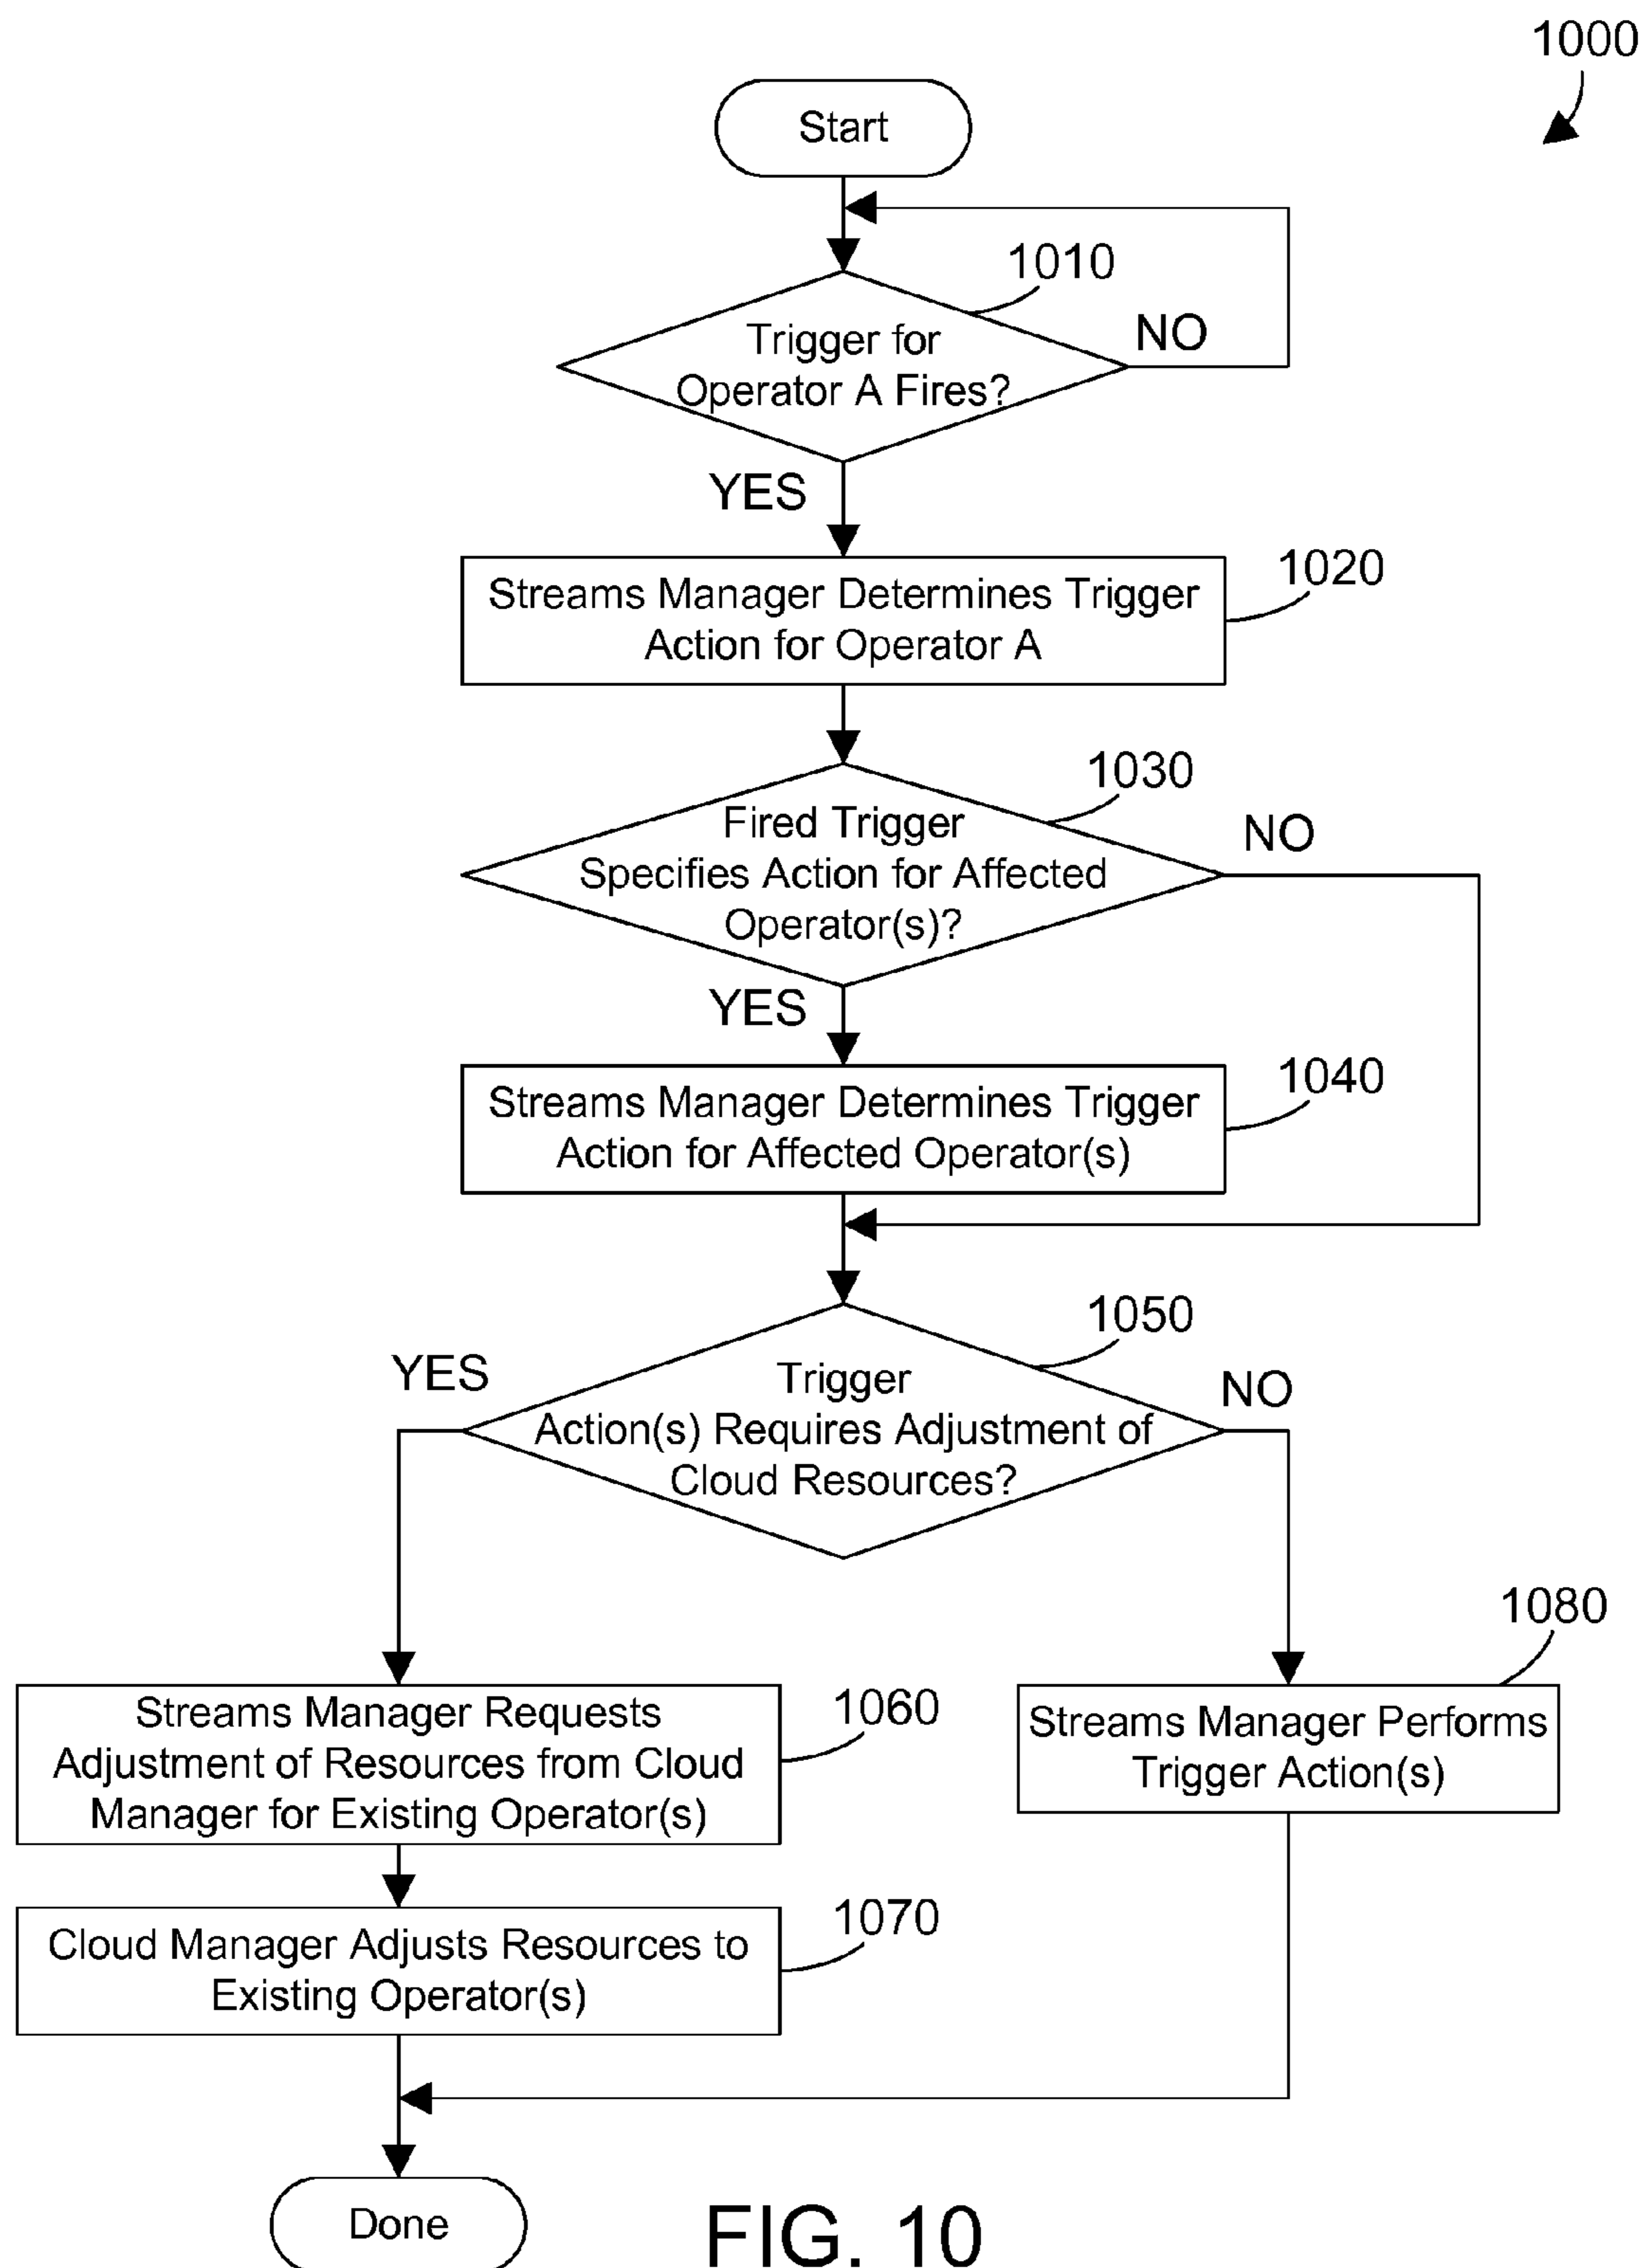 1000
Start
1010
Trigger for
Operator A Fires?
NO
YES
1020
Streams Manager Determines Trigger
Action for Operator A
1030
Fired Trigger
Specifies Action for Affected
Operator(s)?
NO
YES
1040
Streams Manager Determines Trigger
Action for Affected Operator(s)
1050
YES
Trigger
Action(s) Requires Adjustment of
Cloud Resources?
NO
1060
Streams Manager Requests
Adjustment of Resources from Cloud
Manager for Existing Operator(s)
1080
Streams Manager Performs
Trigger Action(s)
1070
Cloud Manager Adjusts Resources to
Existing Operator(s)
Done
FIG. 10